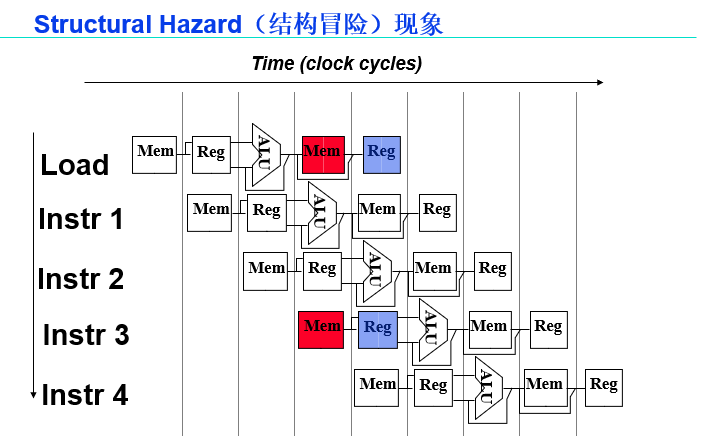 Structural Hazard（结构冒险）现象
Time (clock cycles)
Load
Mem Reg ALU Mem Reg
Instr 1
Mem Reg ALU Mem Reg
Instr 2
Mem Reg ALU Mem Reg
Instr 3
Mem Reg ALU Mem Reg
Instr 4
Mem Reg ALU Mem Reg